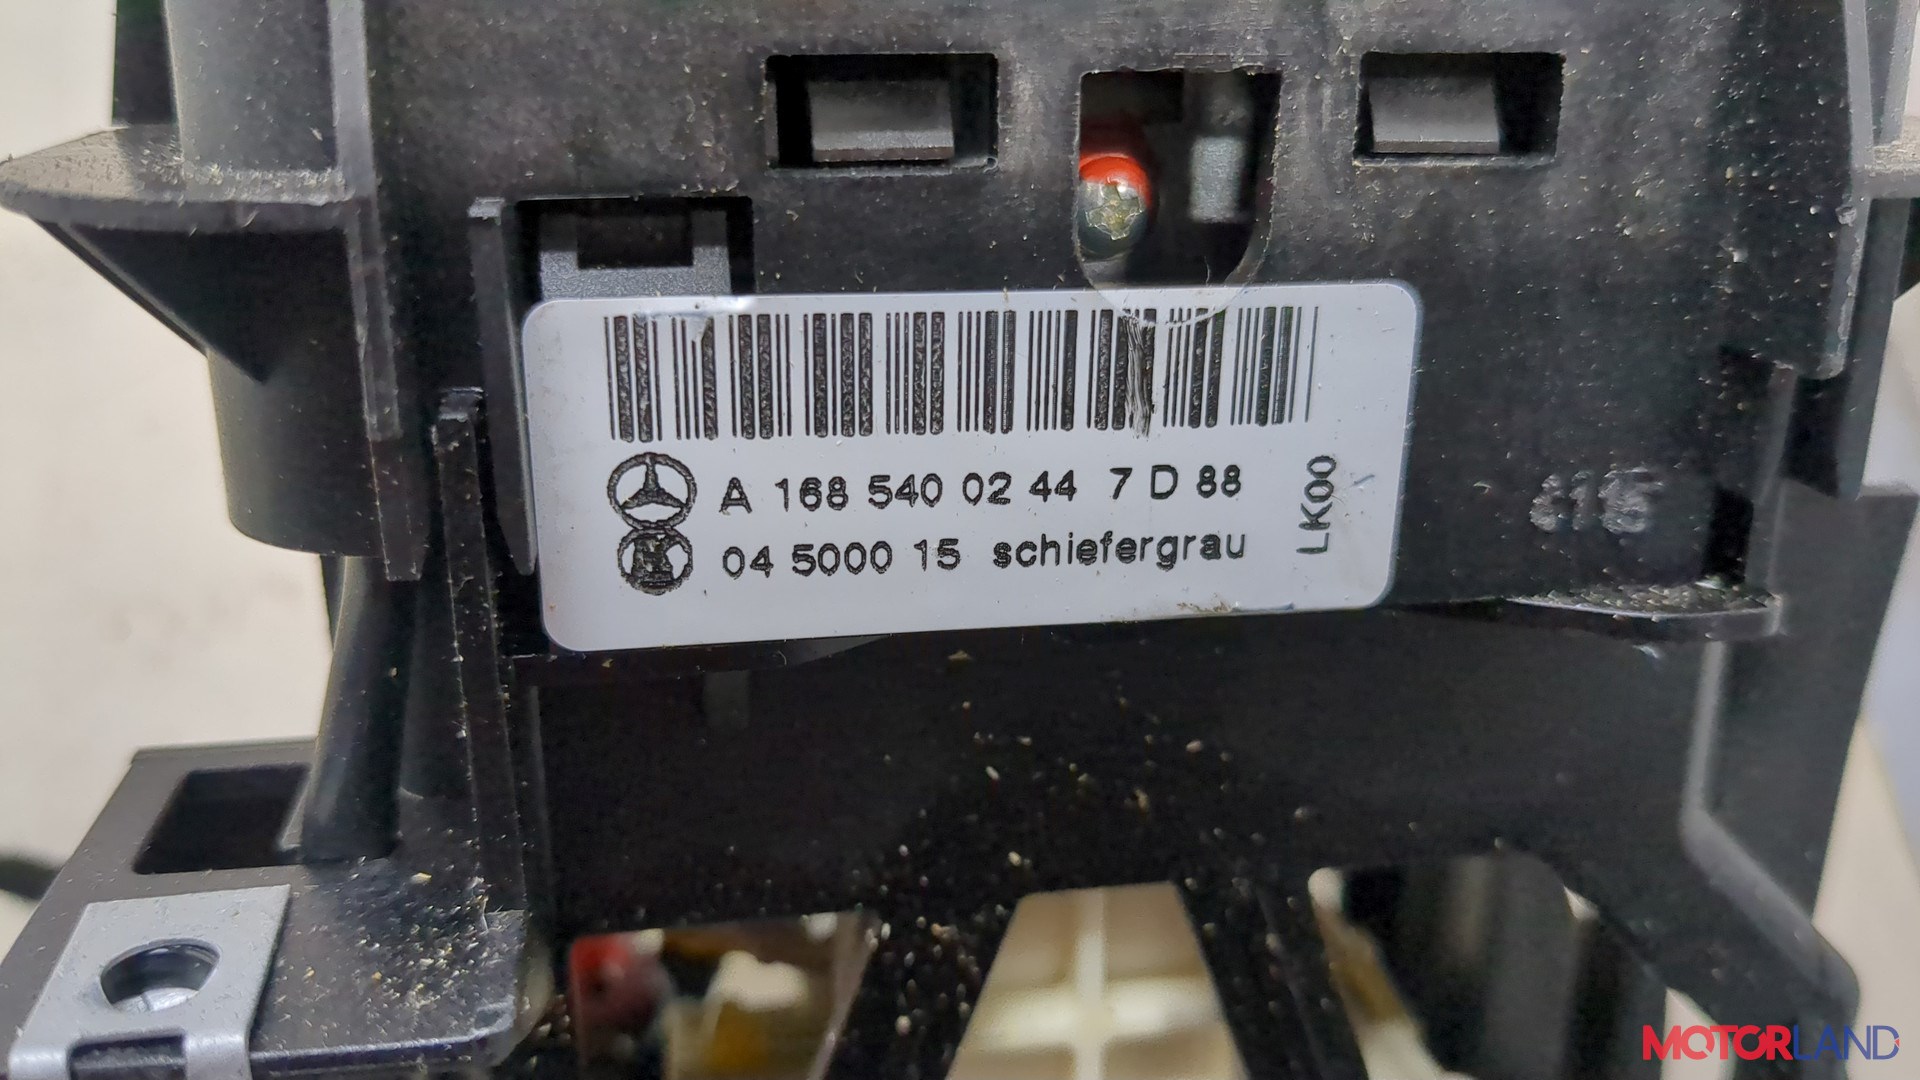 A 168 540 02 44 7 D 88
04 5000 15 schiefergrau
LK00
MOTORLAND